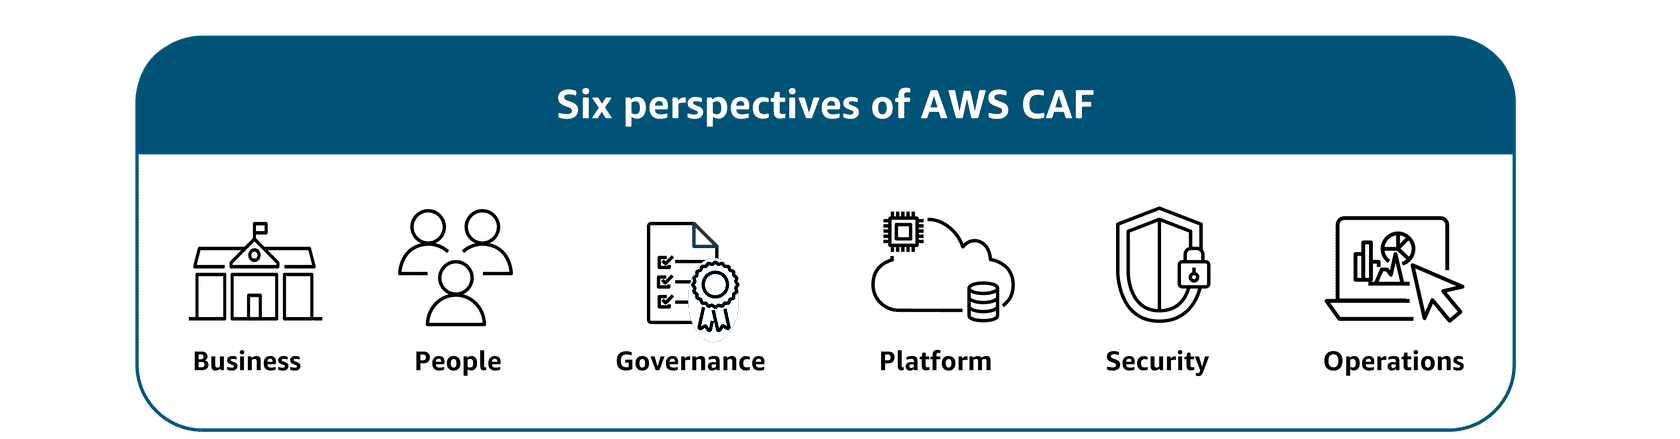 Six perspectives of AWS CAF
Business
People
Governance
Platform
Security
Operations